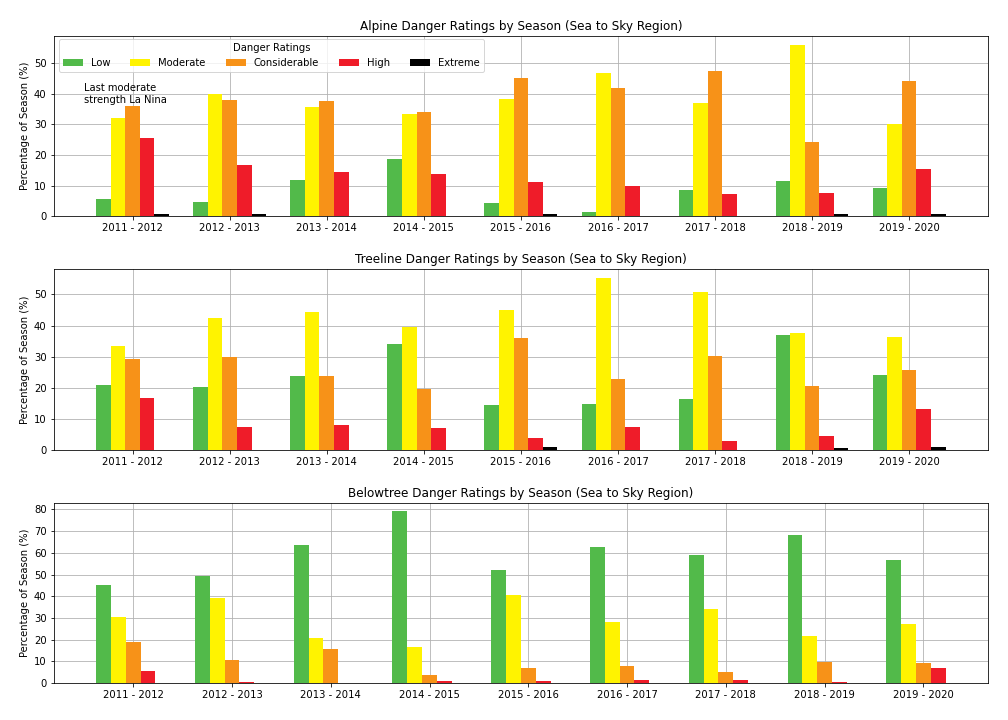 Alpine Danger Ratings by Season (Sea to Sky Region)
Danger Ratings
Low Moderate Considerable High Extreme
Last moderate
strength La Nina
Percentage of Season (%)
50
40
30
20
10
0
2011 - 2012 2012 - 2013 2013 - 2014 2014 - 2015 2015 - 2016 2016 - 2017 2017 - 2018 2018 - 2019 2019 - 2020
Treeline Danger Ratings by Season (Sea to Sky Region)
Percentage of Season (%)
50
40
30
20
10
0
2011 - 2012 2012 - 2013 2013 - 2014 2014 - 2015 2015 - 2016 2016 - 2017 2017 - 2018 2018 - 2019 2019 - 2020
Belowtree Danger Ratings by Season (Sea to Sky Region)
Percentage of Season (%)
80
70
60
50
40
30
20
10
0
2011 - 2012 2012 - 2013 2013 - 2014 2014 - 2015 2015 - 2016 2016 - 2017 2017 - 2018 2018 - 2019 2019 - 2020